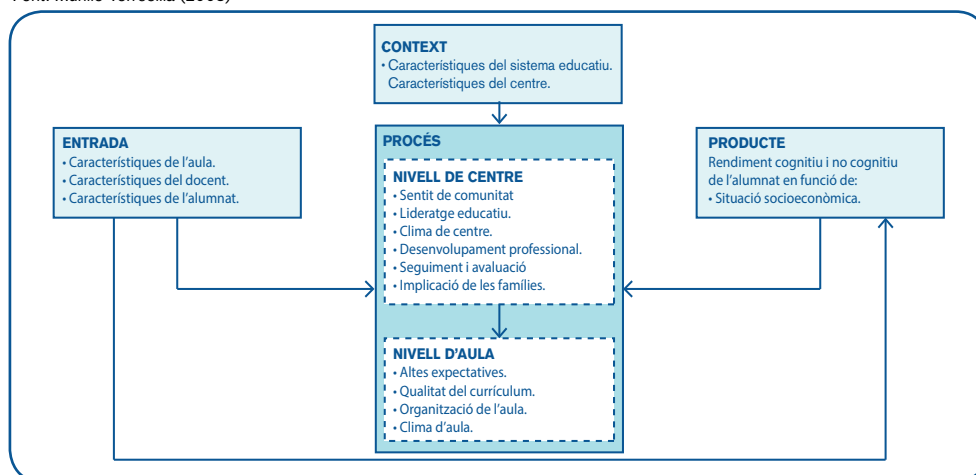 CONTEXT
• Característiques del sistema educatiu.
Característiques del centre.
ENTRADA
• Característiques de l'aula.
• Característiques del docent.
• Característiques de l'alumnat.
PROCÉS
NIVELL DE CENTRE
• Sentit de comunitat
• Lideratge educatiu.
• Clima de centre.
• Desenvolupament professional.
• Seguiment i avaluació
• Implicació de les famílies.
NIVELL D'AULA
• Altes expectatives.
• Qualitat del currículum.
• Organització de l'aula.
• Clima d'aula.
PRODUCTE
Rendiment cognitiu i no cognitiu
de l'alumnat en funció de:
• Situació socioeconòmica.